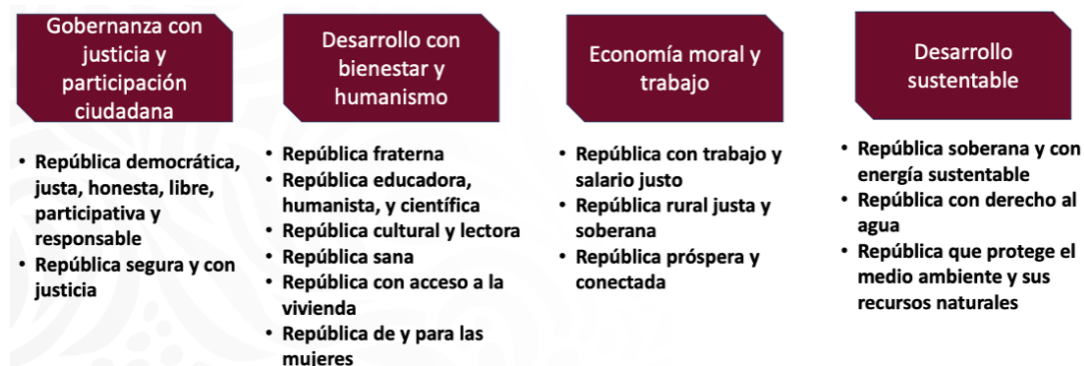 Gobernanza con
justicia y
participación
ciudadana
• República democrática,
justa, honesta, libre,
participativa y
responsable
• República segura y con
justicia
Desarrollo con
bienestar y
humanismo
• República fraterna
• República educadora,
humanista, y científica
• República cultural y lectora
• República sana
• República con acceso a la
vivienda
• República de y para las
mujeres
Economía moral y
trabajo
• República con trabajo y
salario justo
• República rural justa y
soberana
• República próspera y
conectada
Desarrollo
sustentable
• República soberana y con
energía sustentable
• República con derecho al
agua
• República que protege el
medio ambiente y sus
recursos naturales